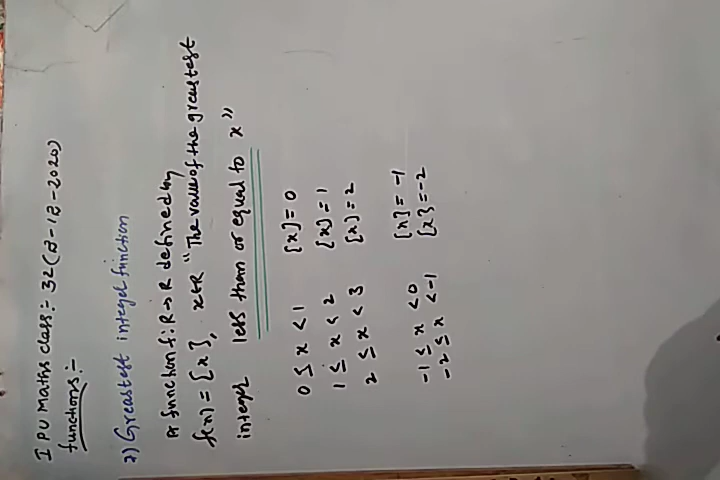 I PU Maths class:- 32 (12-12-2020)
functions:-
7) Greatest integer function
A function f: R→R defined by
f(x) = [x], x∈R "The value of the greatest
integer less than or equal to x"
0 ≤ x < 1 [x] = 0
1 ≤ x < 2 [x] = 1
2 ≤ x < 3 [x] = 2
-1 ≤ x < 0 [x] = -1
-2 ≤ x < -1 [x] = -2